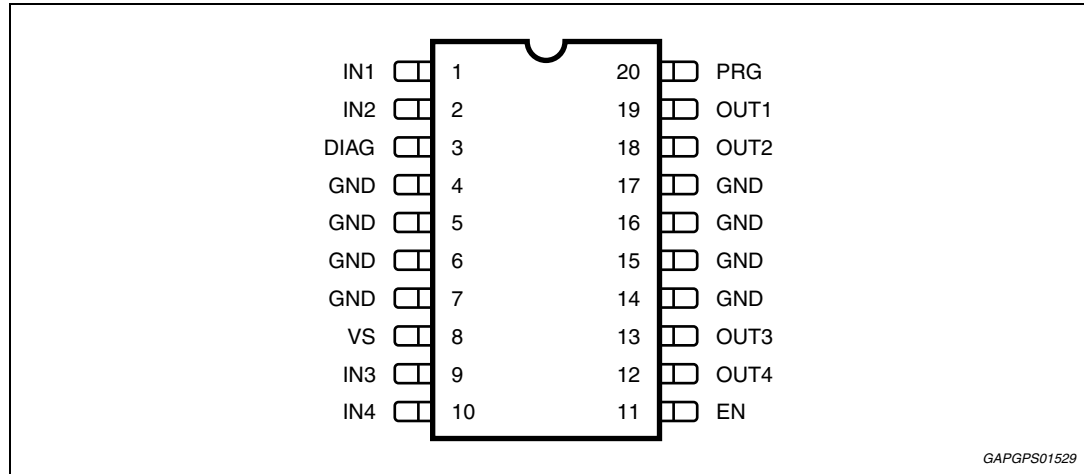 IN1 1 20 PRG
IN2 2 19 OUT1
DIAG 3 18 OUT2
GND 4 17 GND
GND 5 16 GND
GND 6 15 GND
GND 7 14 GND
VS 8 13 OUT3
IN3 9 12 OUT4
IN4 10 11 EN
GAPGPS01529